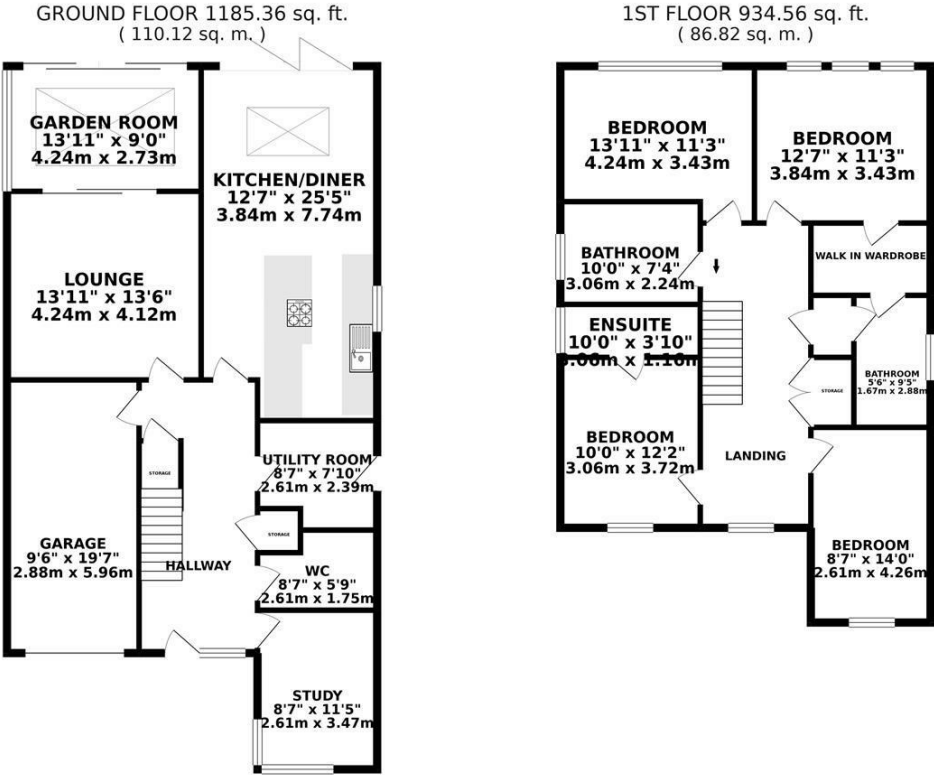 GROUND FLOOR 1185.36 sq. ft.
( 110.12 sq. m. )
GARDEN ROOM
13'11" x 9'0"
4.24m x 2.73m
KITCHEN/DINER
12'7" x 25'5"
3.84m x 7.74m
LOUNGE
13'11" x 13'6"
4.24m x 4.12m
UTILITY ROOM
8'7" x 7'10"
2.61m x 2.39m
STORAGE
STORAGE
GARAGE
9'6" x 19'7"
2.88m x 5.96m
HALLWAY
WC
8'7" x 5'9"
2.61m x 1.75m
STUDY
8'7" x 11'5"
2.61m x 3.47m
1ST FLOOR 934.56 sq. ft.
( 86.82 sq. m. )
BEDROOM
13'11" x 11'3"
4.24m x 3.43m
BEDROOM
12'7" x 11'3"
3.84m x 3.43m
BATHROOM
10'0" x 7'4"
3.06m x 2.24m
WALK IN WARDROBE
ENSUITE
10'0" x 3'10"
3.06m x 1.16m
BATHROOM
5'6" x 9'5"
1.67m x 2.88m
STORAGE
BEDROOM
10'0" x 12'2"
3.06m x 3.72m
LANDING
BEDROOM
8'7" x 14'0"
2.61m x 4.26m